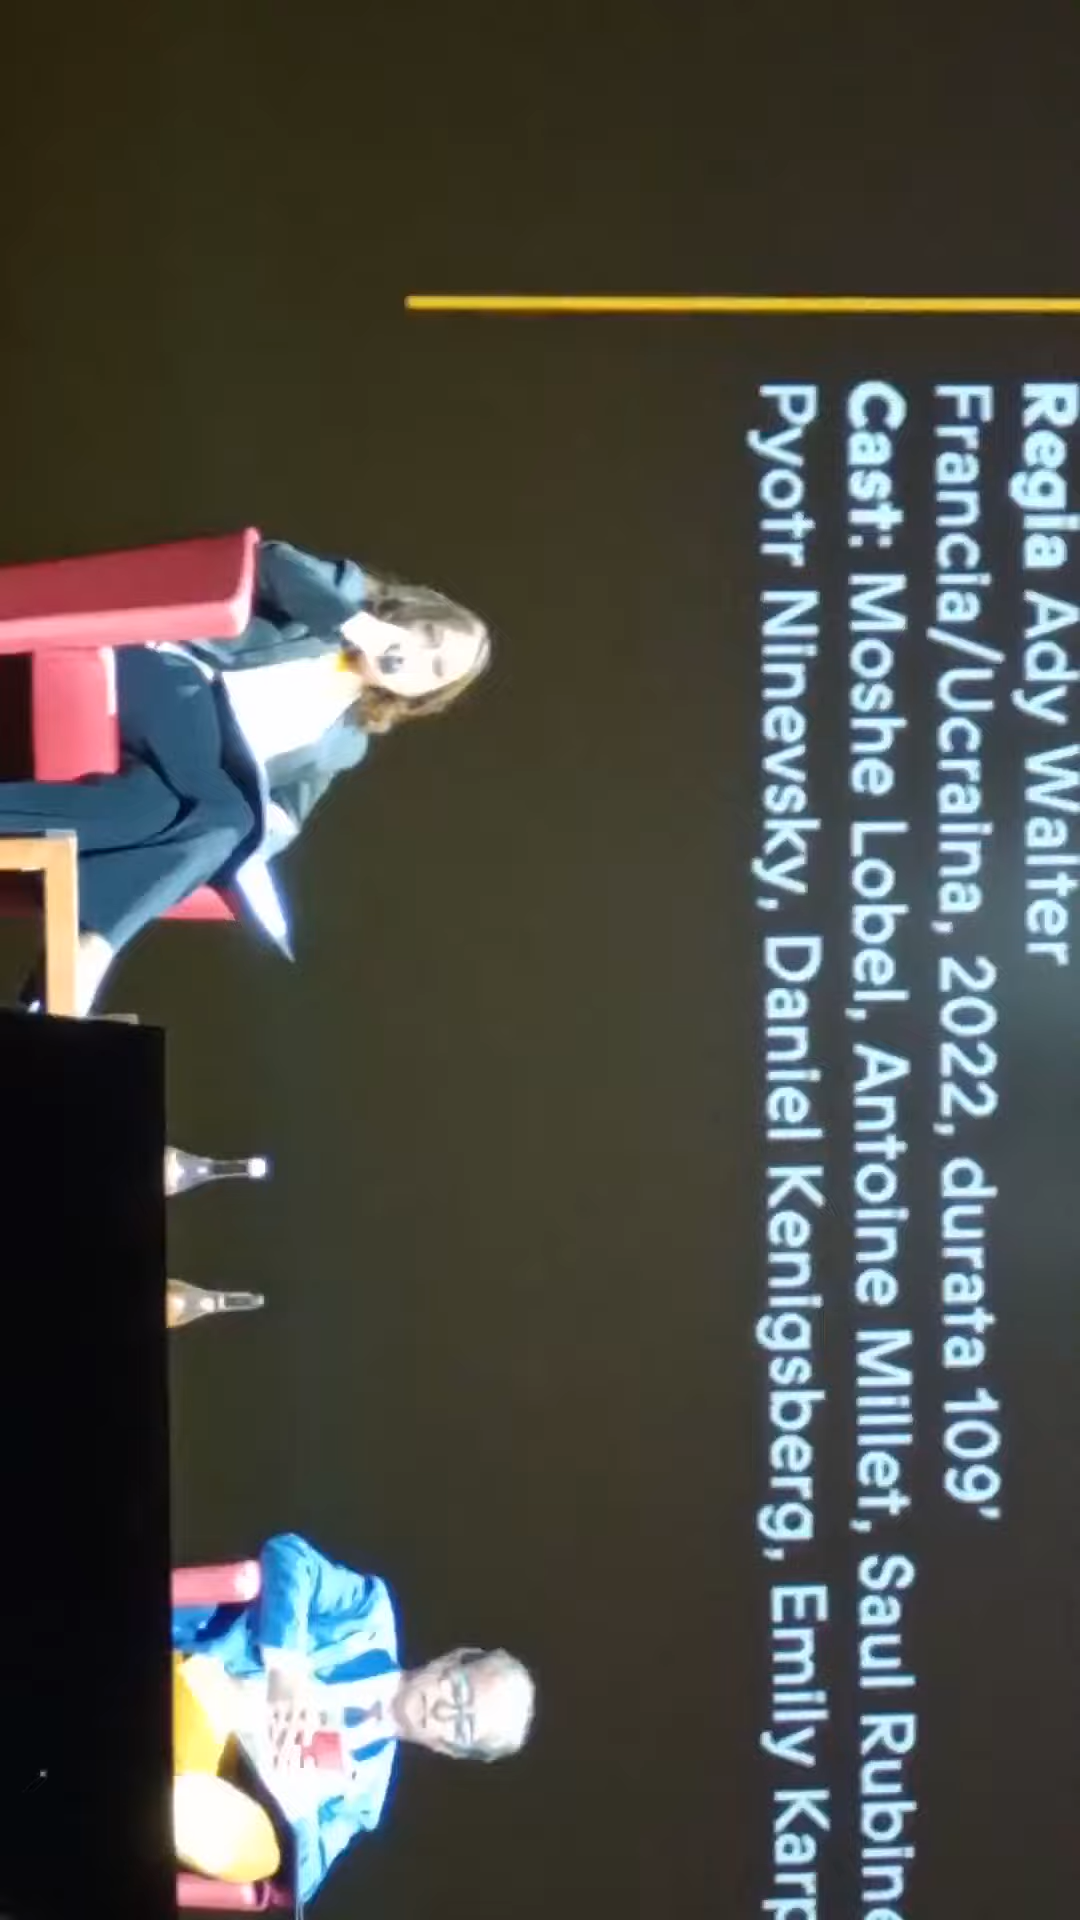 Regia Ady Walter
Francia/Ucraina, 2022, durata 109’
Cast: Moshe Lobel, Antoine Millet, Saul Rubine
Pyotr Ninevsky, Daniel Kenigsberg, Emily Karp